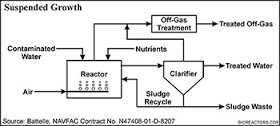 Suspended Growth
Off-Gas
Treatment
Treated Off-Gas
Contaminated
Water
Nutrients
Reactor
Clarifier
Treated Water
Air
Sludge
Recycle
Sludge Waste
Source: Battelle, NAVFAC Contract No. N47408-01-D-8207
BIOREACTORS.COM